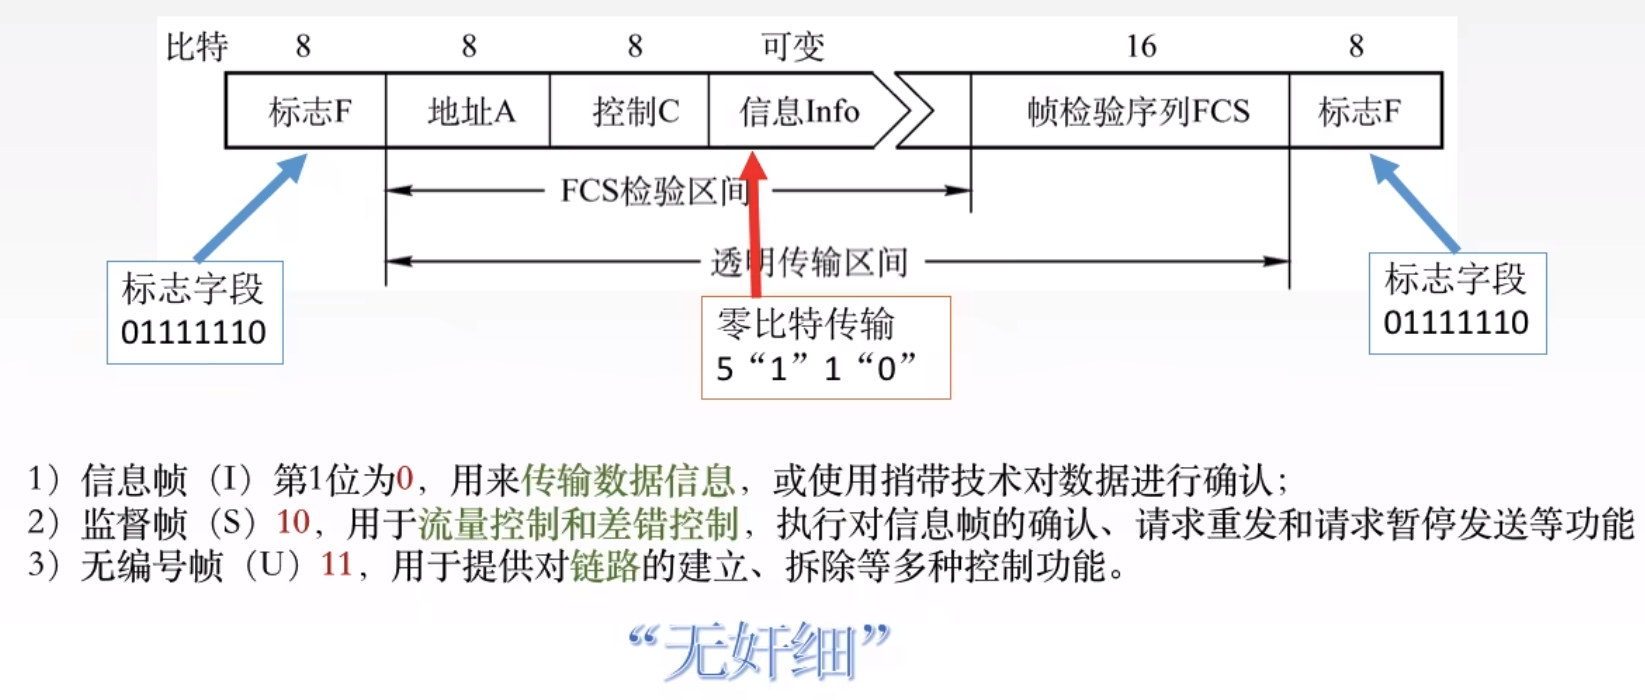 比特 8 8 8 可变 16 8
标志F 地址A 控制C 信息Info 帧检验序列FCS 标志F
FCS检验区间
透明传输区间
标志字段
01111110
零比特传输
5“1”1“0”
标志字段
01111110
1）信息帧（I）第1位为0，用来传输数据信息，或使用捎带技术对数据进行确认；
2）监督帧（S）10，用于流量控制和差错控制，执行对信息帧的确认、请求重发和请求暂停发送等功能
3）无编号帧（U）11，用于提供对链路的建立、拆除等多种控制功能。
“无奸细”